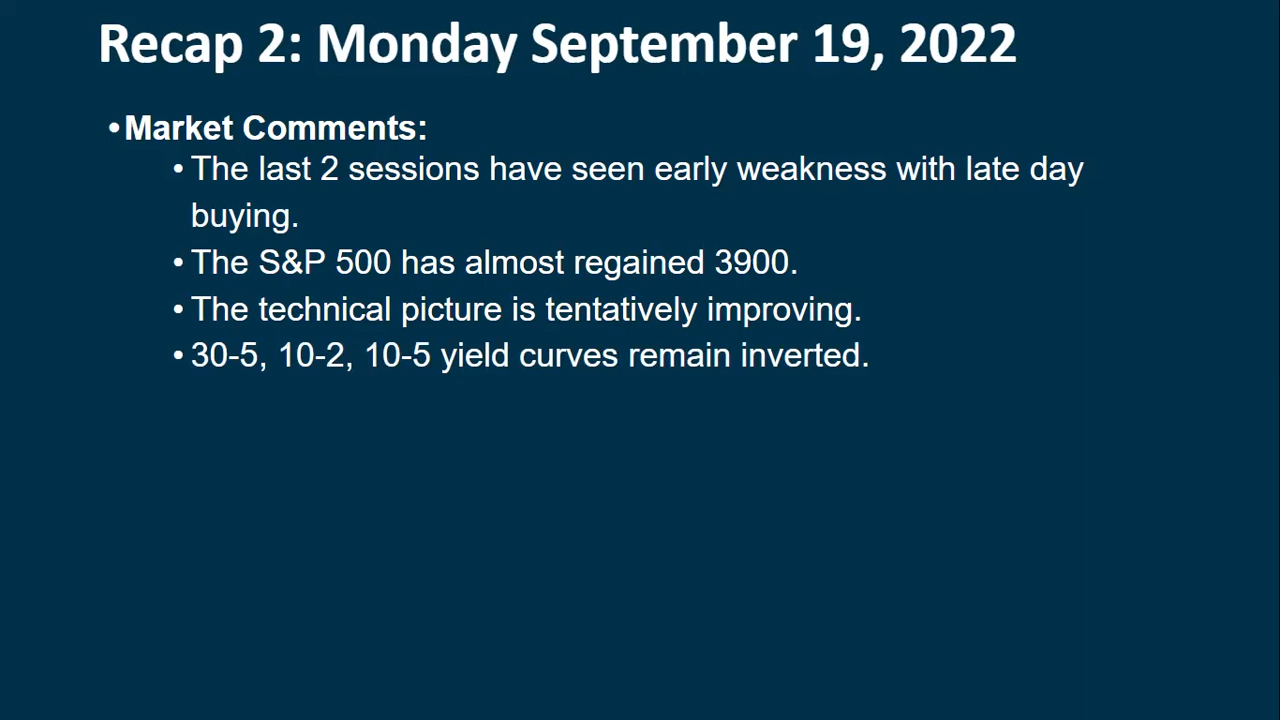 Recap 2: Monday September 19, 2022
•Market Comments:
•The last 2 sessions have seen early weakness with late day
buying.
•The S&P 500 has almost regained 3900.
•The technical picture is tentatively improving.
•30-5, 10-2, 10-5 yield curves remain inverted.